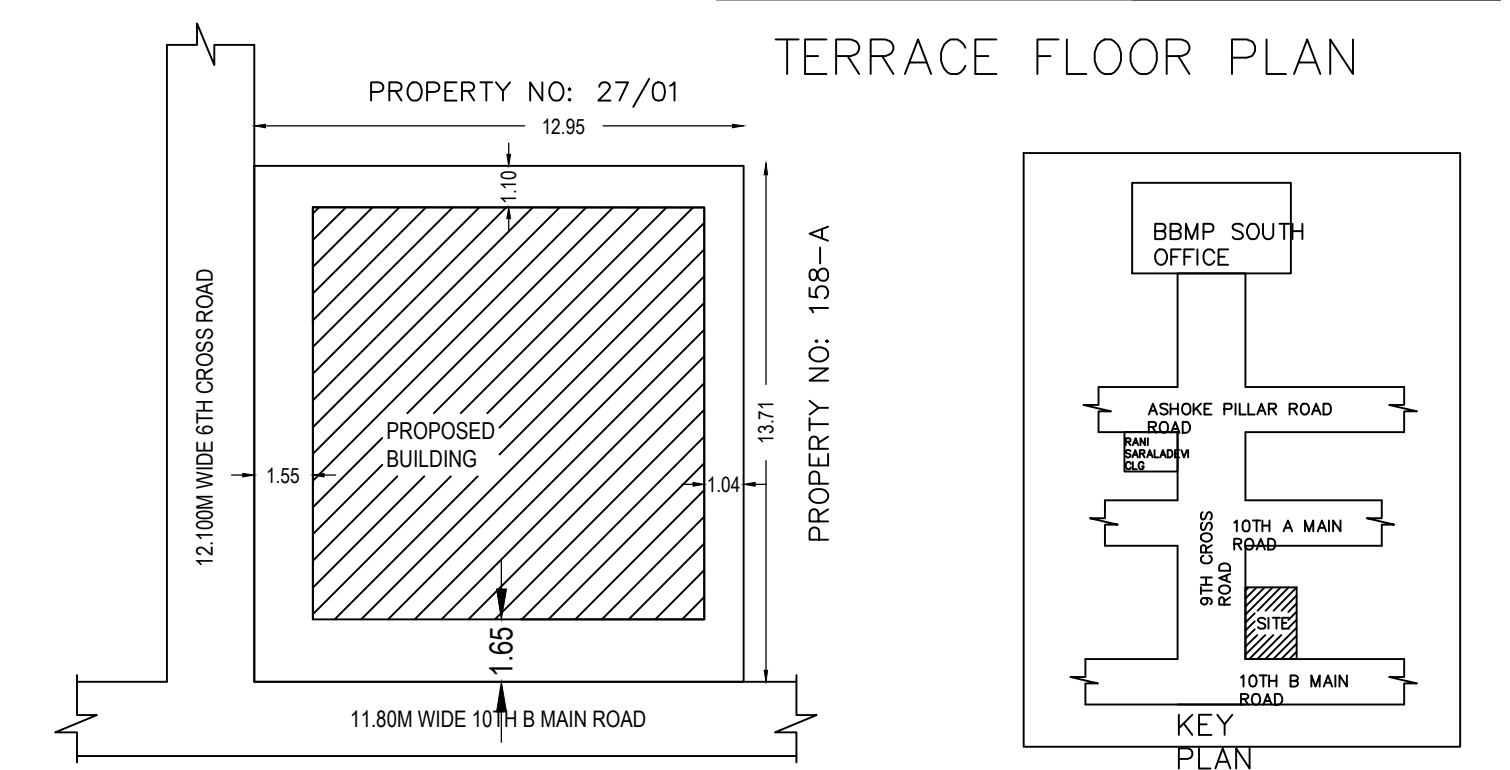 TERRACE FLOOR PLAN
PROPERTY NO: 27/01
12.95
1.10
PROPOSED
BUILDING
1.55
1.04
13.71
PROPERTY NO: 158-A
12.100M WIDE 6TH CROSS ROAD
1.65
11.80M WIDE 10TH B MAIN ROAD
BBMP SOUTH
OFFICE
ASHOKE PILLAR ROAD
ROAD
RANI
SARALADEVI
CLG
10TH A MAIN
ROAD
9TH CROSS
ROAD
SITE
10TH B MAIN
ROAD
KEY
PLAN